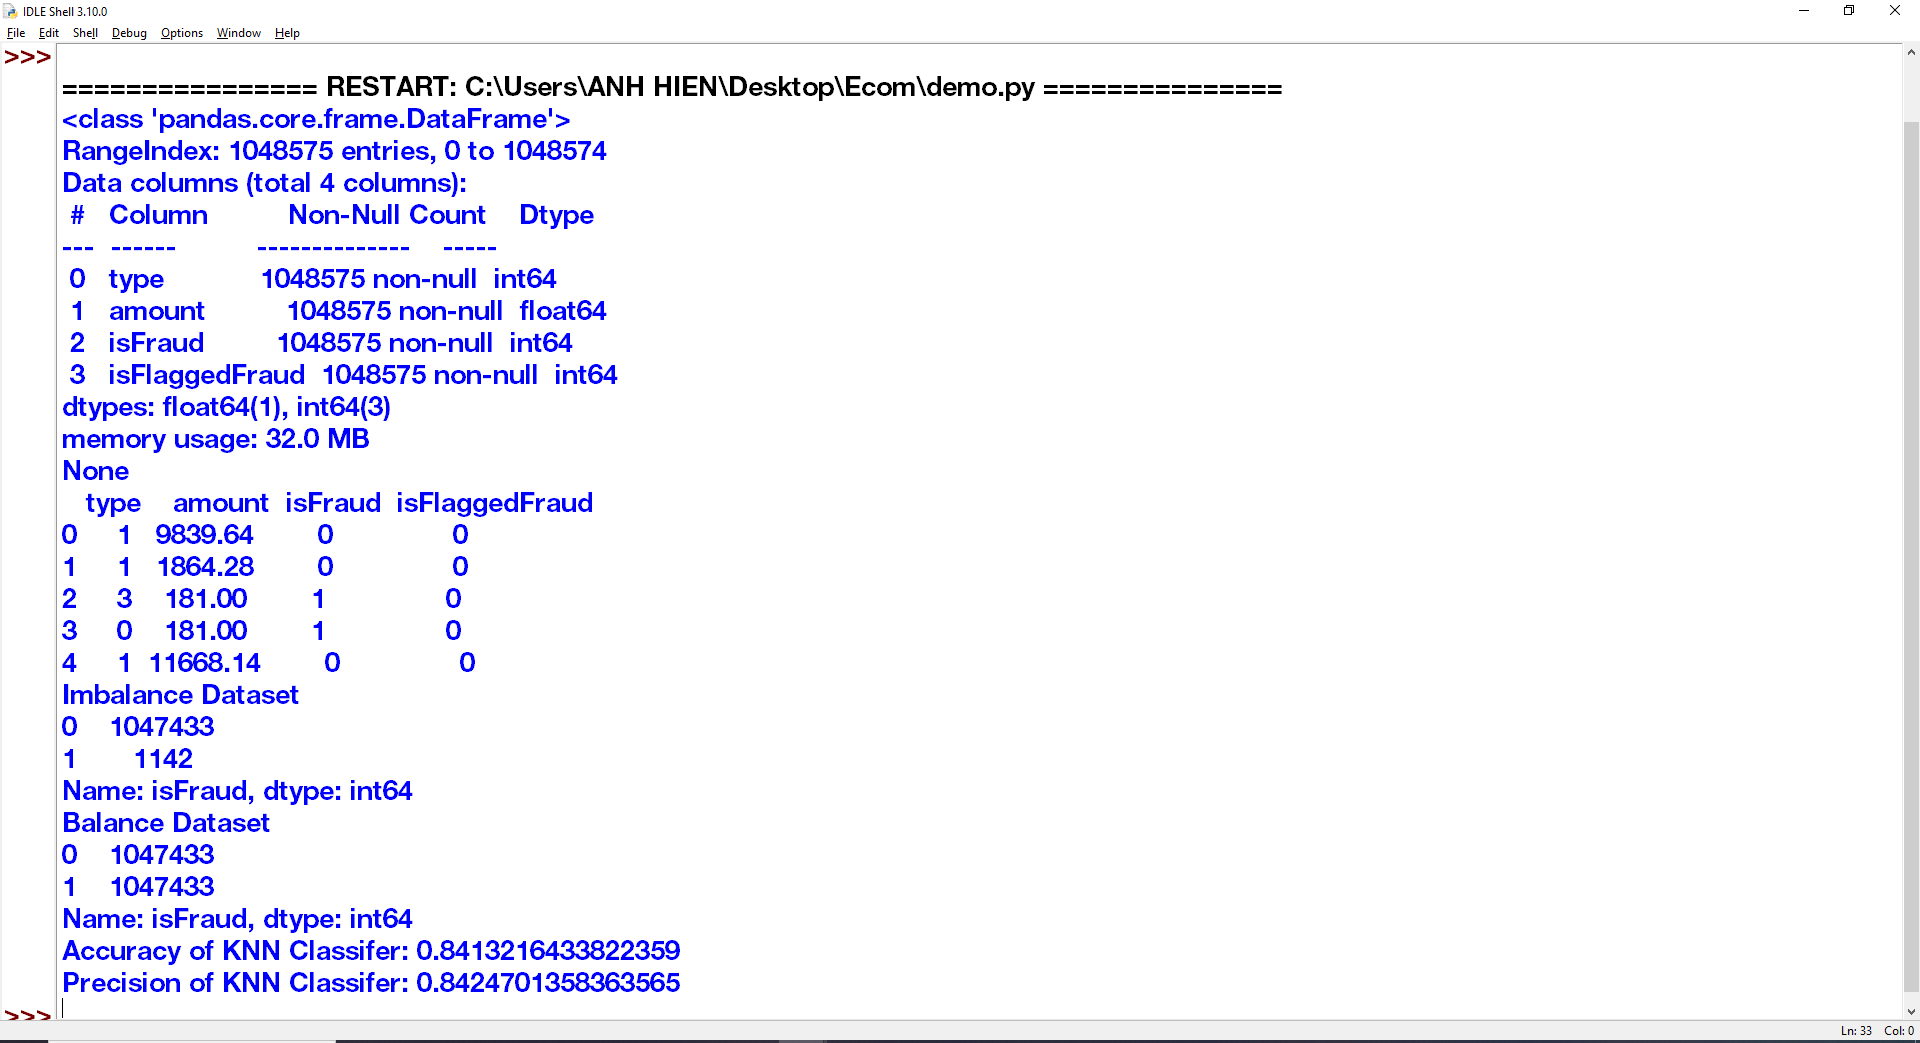 IDLE Shell 3.10.0
File Edit Shell Debug Options Window Help
>>>
================ RESTART: C:\Users\ANH HIEN\Desktop\Ecom\demo.py ===============
<class 'pandas.core.frame.DataFrame'>
RangeIndex: 1048575 entries, 0 to 1048574
Data columns (total 4 columns):
# Column Non-Null Count Dtype
--- ------ -------------- -----
0 type 1048575 non-null int64
1 amount 1048575 non-null float64
2 isFraud 1048575 non-null int64
3 isFlaggedFraud 1048575 non-null int64
dtypes: float64(1), int64(3)
memory usage: 32.0 MB
None
type amount isFraud isFlaggedFraud
0 1 9839.64 0 0
1 1 1864.28 0 0
2 3 181.00 1 0
3 0 181.00 1 0
4 1 11668.14 0 0
Imbalance Dataset
0 1047433
1 1142
Name: isFraud, dtype: int64
Balance Dataset
0 1047433
1 1047433
Name: isFraud, dtype: int64
Accuracy of KNN Classifer: 0.8413216433822359
Precision of KNN Classifer: 0.8424701358363565
>>>
Ln: 33 Col: 0